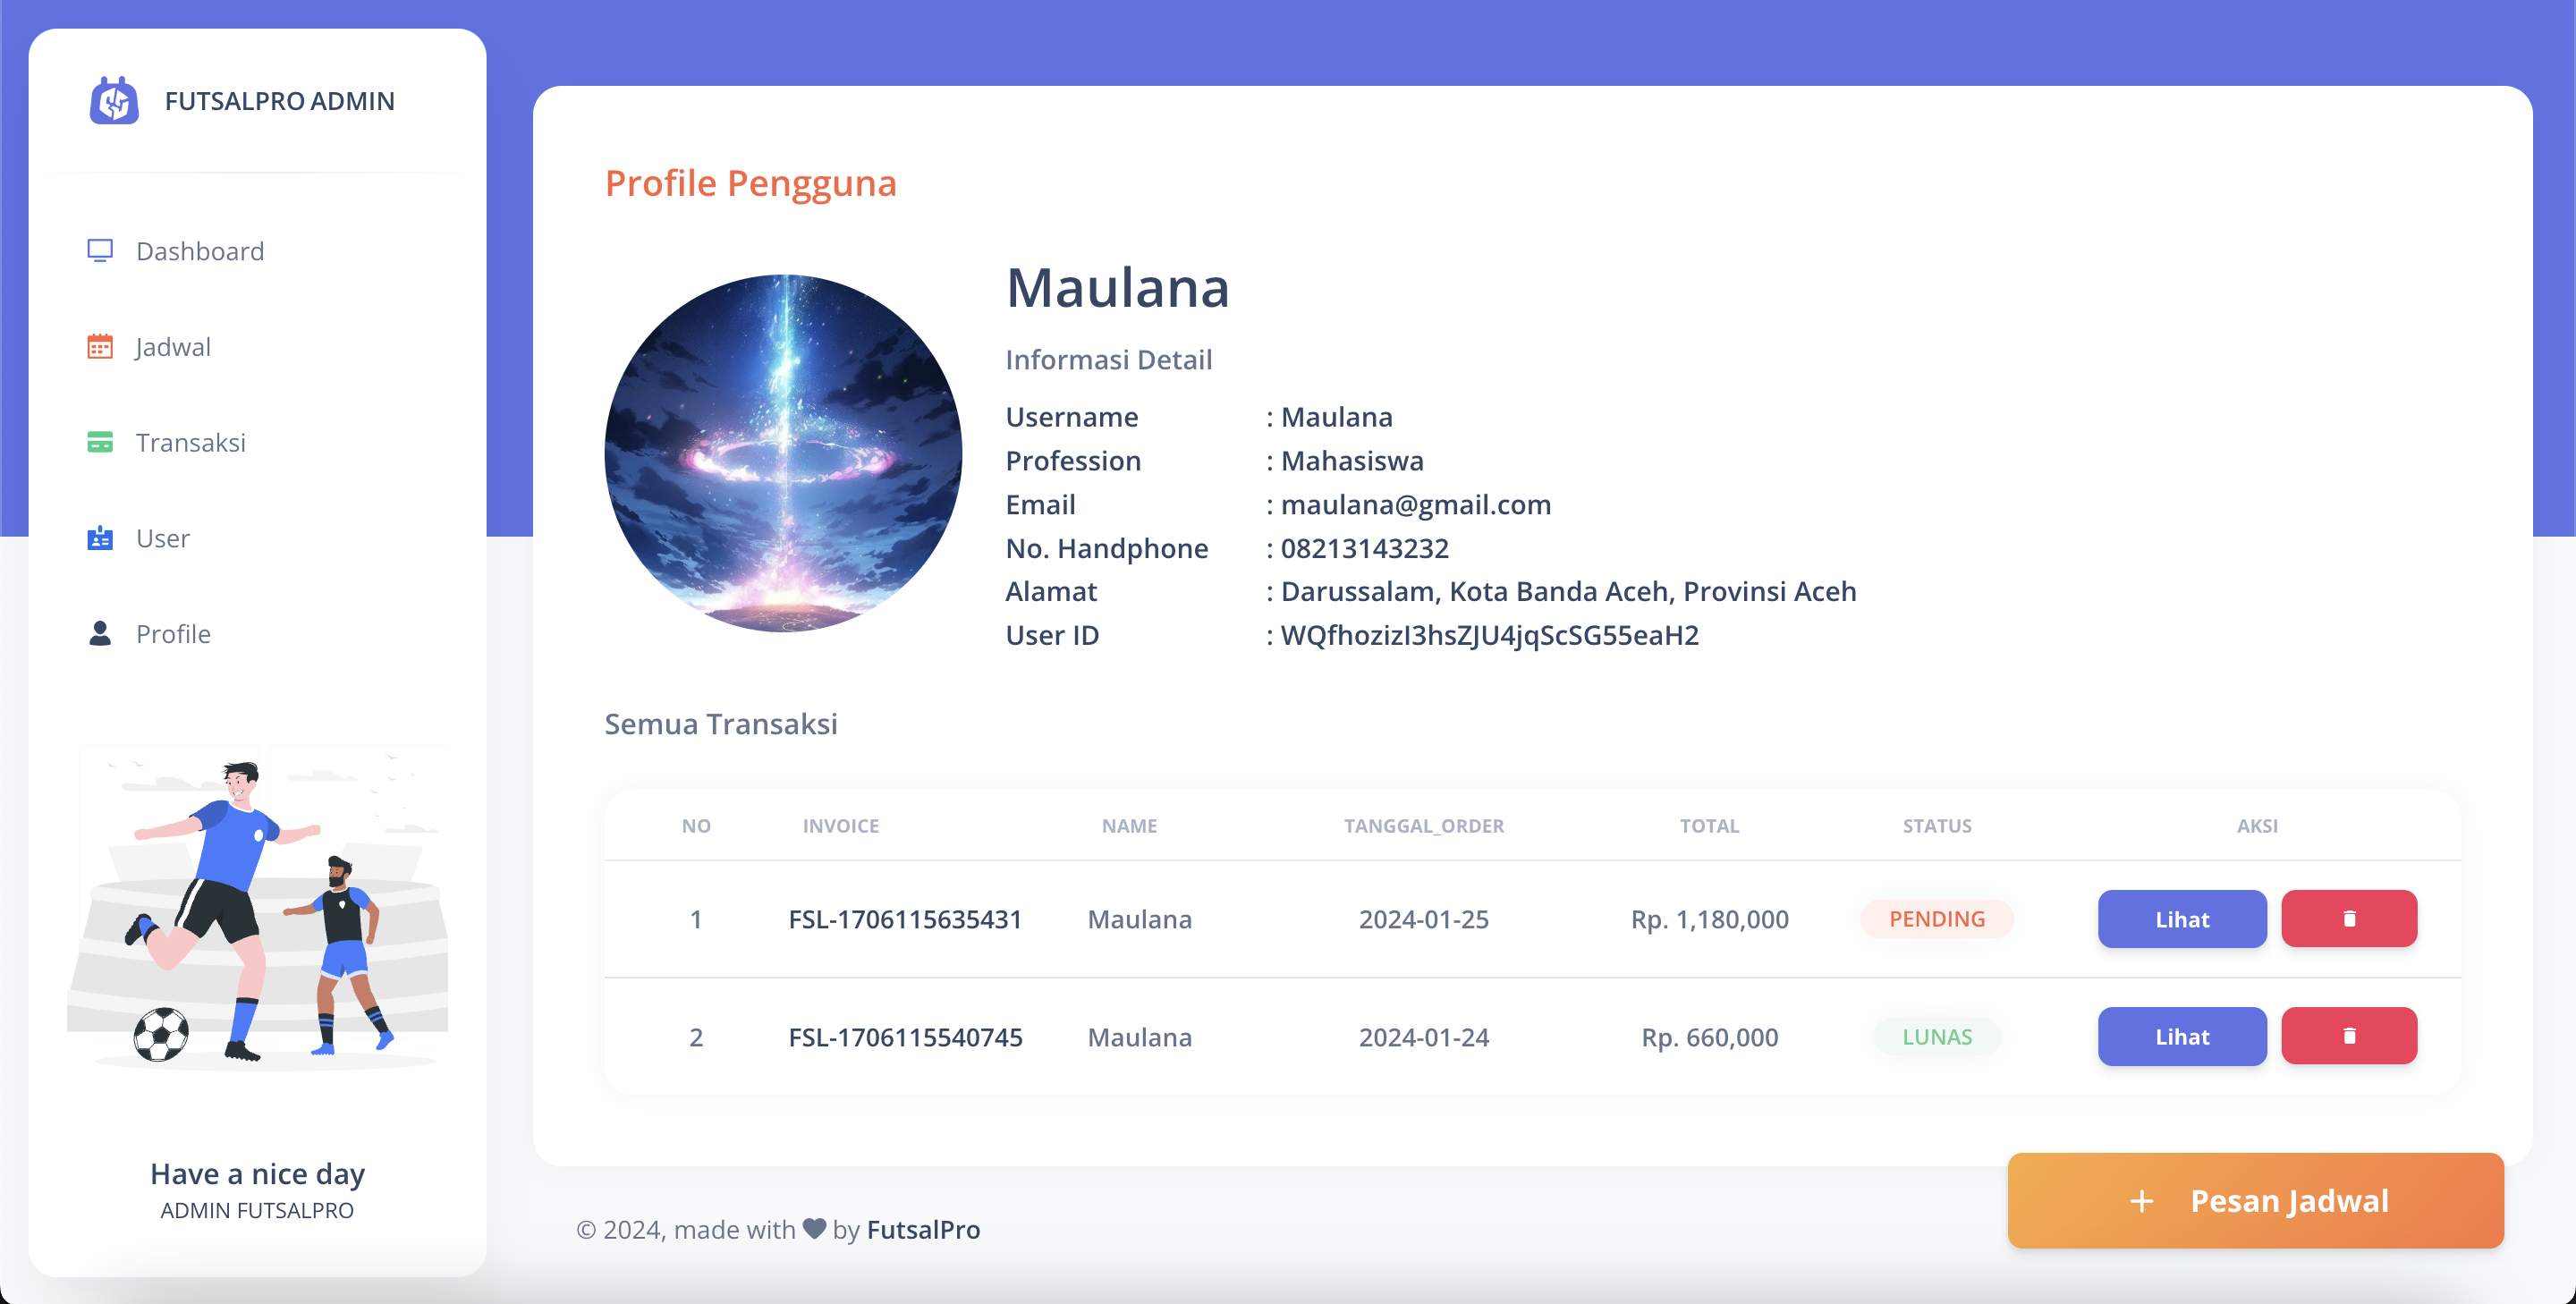 FUTSALPRO ADMIN
Dashboard
Jadwal
Transaksi
User
Profile
Have a nice day
ADMIN FUTSALPRO
Profile Pengguna
Maulana
Informasi Detail
Username : Maulana
Profession : Mahasiswa
Email : maulana@gmail.com
No. Handphone : 08213143232
Alamat : Darussalam, Kota Banda Aceh, Provinsi Aceh
User ID : WQfhozizI3hsZJU4jqScSG55eaH2
Semua Transaksi
NO INVOICE NAME TANGGAL_ORDER TOTAL STATUS AKSI
1 FSL-1706115635431 Maulana 2024-01-25 Rp. 1,180,000 PENDING Lihat
2 FSL-1706115540745 Maulana 2024-01-24 Rp. 660,000 LUNAS Lihat
+ Pesan Jadwal
© 2024, made with ♥ by FutsalPro